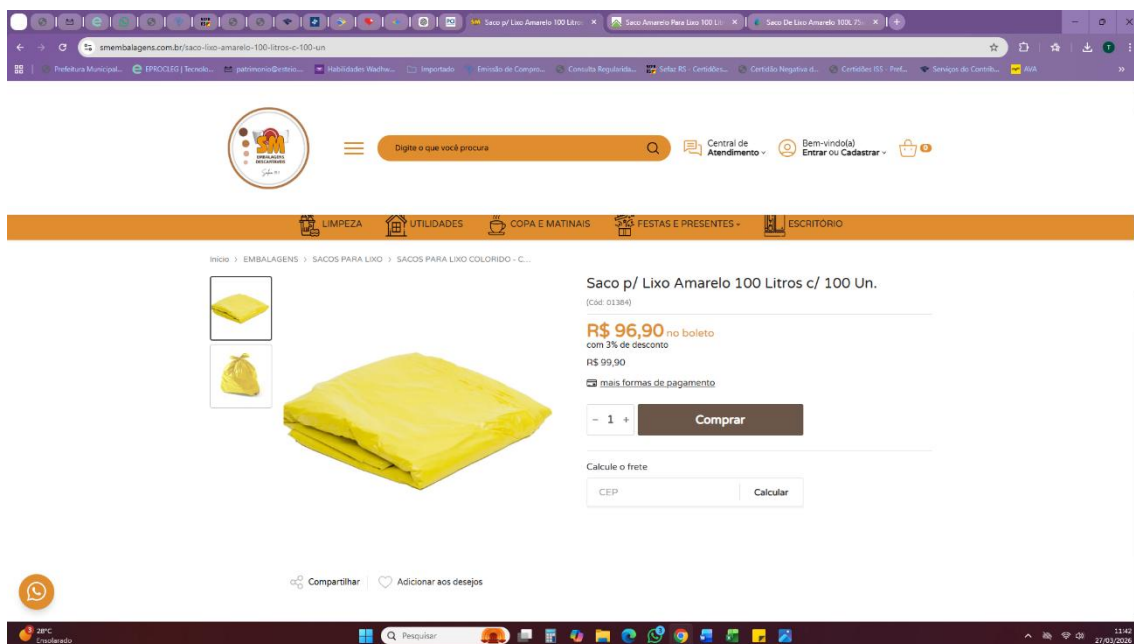 Saco p/ Lixo Amarelo 100 Litros
Saco Amarelo Para Lixo 100 Lit
Saco De Lixo Amarelo 100L 75
smembalagens.com.br/saco-lixo-amarelo-100-litros-c-100-un
Prefeitura Municipal... EPROCLEG | Tecnolo... patrimonio@estrio... Habilidades Wadhw... Importado Emissão de Compro... Consulta Regularida... Sefaz RS - Certidões... Certidão Negativa d... Certidões ISS - Pref... Serviços do Contrib... AVA
SM
EMBALAGENS
DESCARTÁVEIS
Digite o que você procura
Central de
Atendimento
Bem-vindo(a)
Entrar ou Cadastrar
0
LIMPEZA UTILIDADES COPA E MATINAIS FESTAS E PRESENTES ESCRITÓRIO
Início > EMBALAGENS > SACOS PARA LIXO > SACOS PARA LIXO COLORIDO - C...
Saco p/ Lixo Amarelo 100 Litros c/ 100 Un.
(Cód: 01384)
R$ 96,90 no boleto
com 3% de desconto
R$ 99,90
mais formas de pagamento
- 1 +
Comprar
Calcule o frete
CEP
Calcular
Compartilhar
Adicionar aos desejos
28°C
Ensolarado
Pesquisar
11:42
27/03/2026